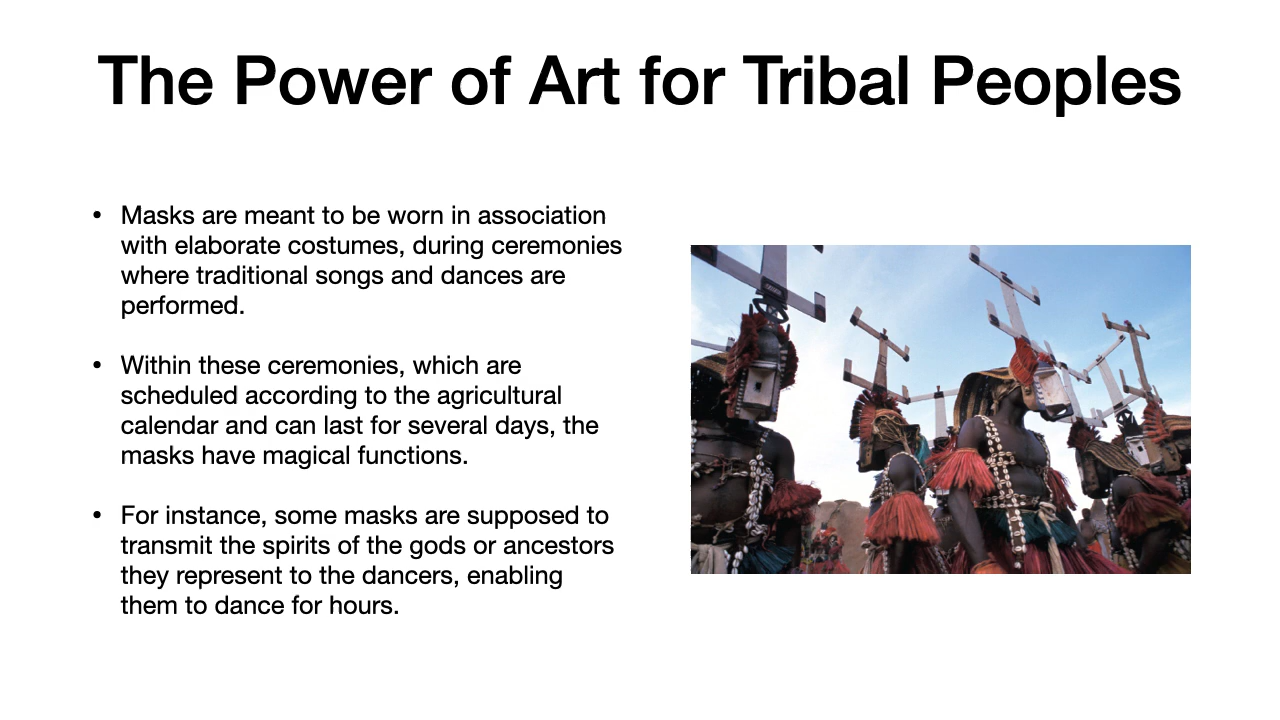 The Power of Art for Tribal Peoples
• Masks are meant to be worn in association
with elaborate costumes, during ceremonies
where traditional songs and dances are
performed.
• Within these ceremonies, which are
scheduled according to the agricultural
calendar and can last for several days, the
masks have magical functions.
• For instance, some masks are supposed to
transmit the spirits of the gods or ancestors
they represent to the dancers, enabling
them to dance for hours.